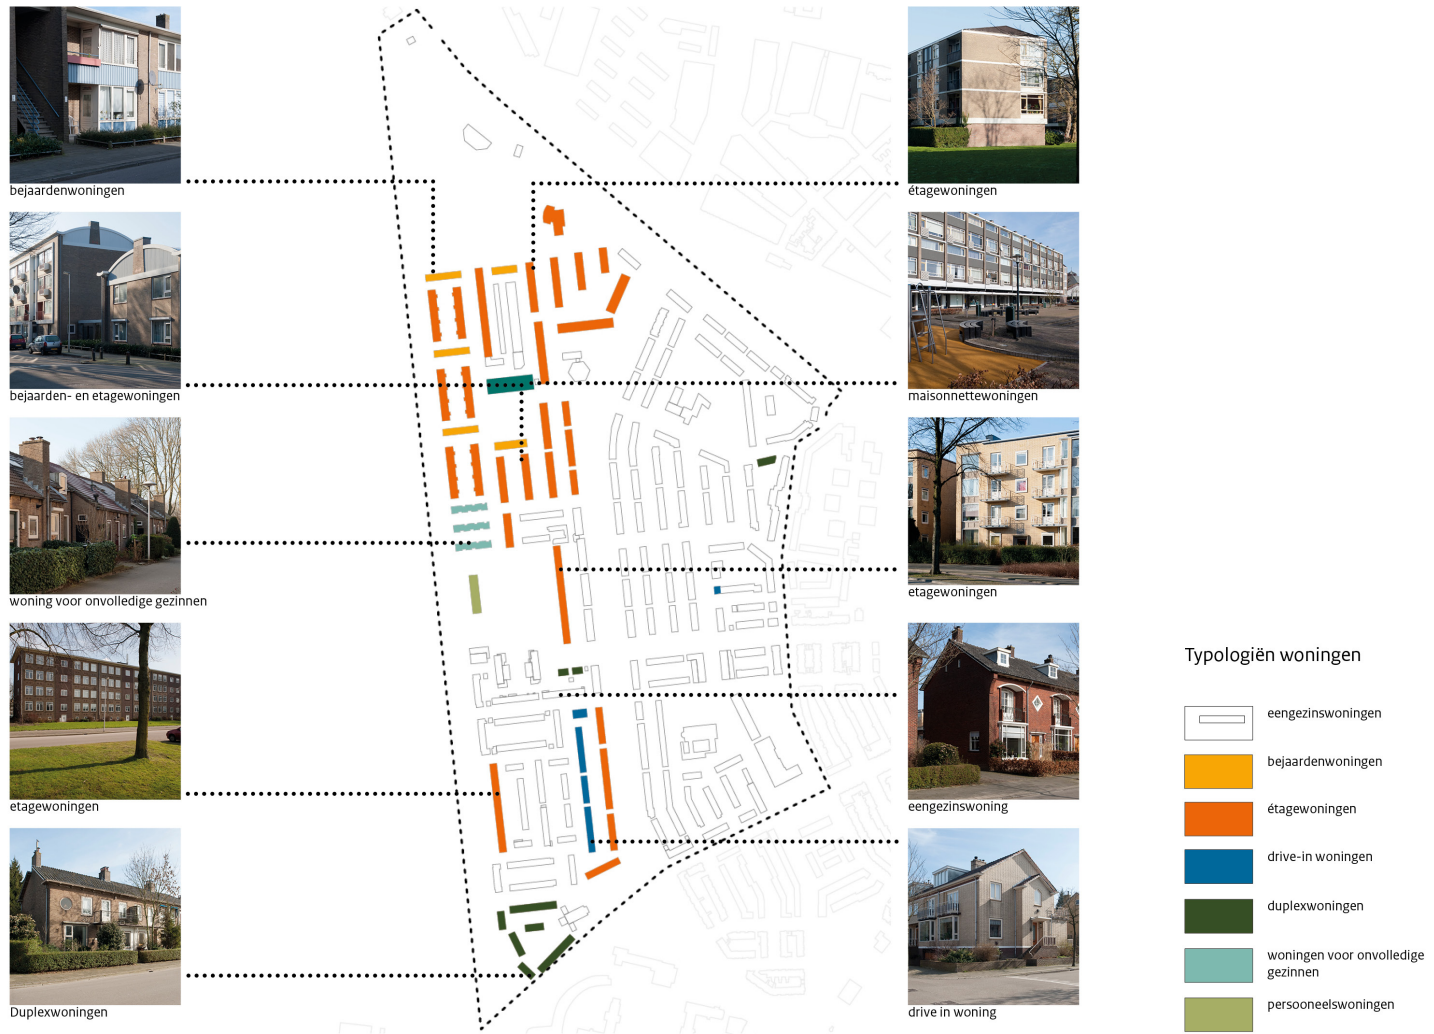 bejaardenwoningen
bejaarden- en etagewoningen
woning voor onvolledige gezinnen
etagewoningen
Duplexwoningen
étagewoningen
maisonnettewoningen
etagewoningen
eengezinswoning
drive in woning
Typologiën woningen
eengezinswoningen
bejaardenwoningen
étagewoningen
drive-in woningen
duplexwoningen
woningen voor onvolledige
gezinnen
persooneelswoningen